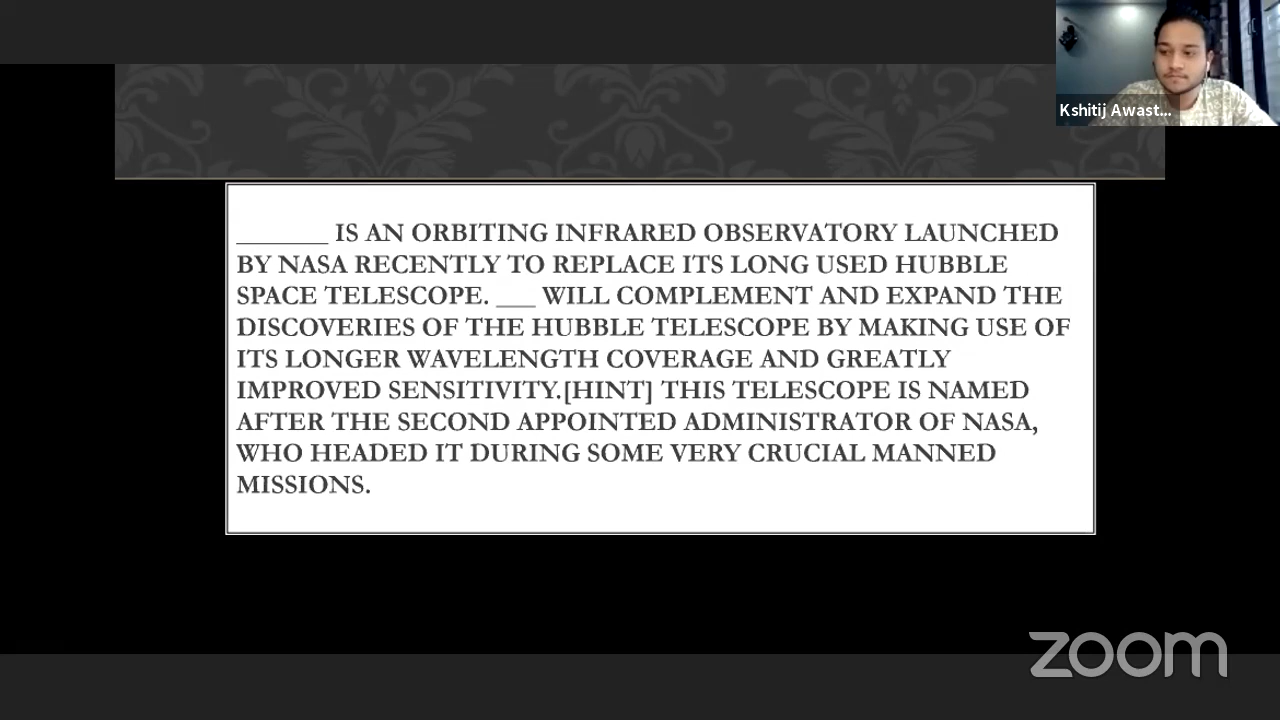 Kshitij Awast...
_______ IS AN ORBITING INFRARED OBSERVATORY LAUNCHED
BY NASA RECENTLY TO REPLACE ITS LONG USED HUBBLE
SPACE TELESCOPE. ___ WILL COMPLEMENT AND EXPAND THE
DISCOVERIES OF THE HUBBLE TELESCOPE BY MAKING USE OF
ITS LONGER WAVELENGTH COVERAGE AND GREATLY
IMPROVED SENSITIVITY.[HINT] THIS TELESCOPE IS NAMED
AFTER THE SECOND APPOINTED ADMINISTRATOR OF NASA,
WHO HEADED IT DURING SOME VERY CRUCIAL MANNED
MISSIONS.
zoom